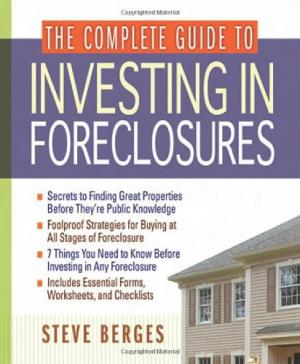 THE COMPLETE GUIDE TO
INVESTING IN
FORECLOSURES
Secrets to Finding Great Properties
Before They're Public Knowledge
Foolproof Strategies for Buying at
All Stages of Foreclosure
7 Things You Need to Know Before
Investing in Any Foreclosure
Includes Essential Forms,
Worksheets, and Checklists
STEVE BERGES